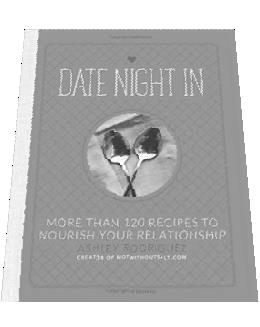 DATE NIGHT IN
MORE THAN 120 RECIPES TO
NOURISH YOUR RELATIONSHIP
ASHLEY RODRIGUEZ
CREATOR OF NOTWITHOUTSALT.COM